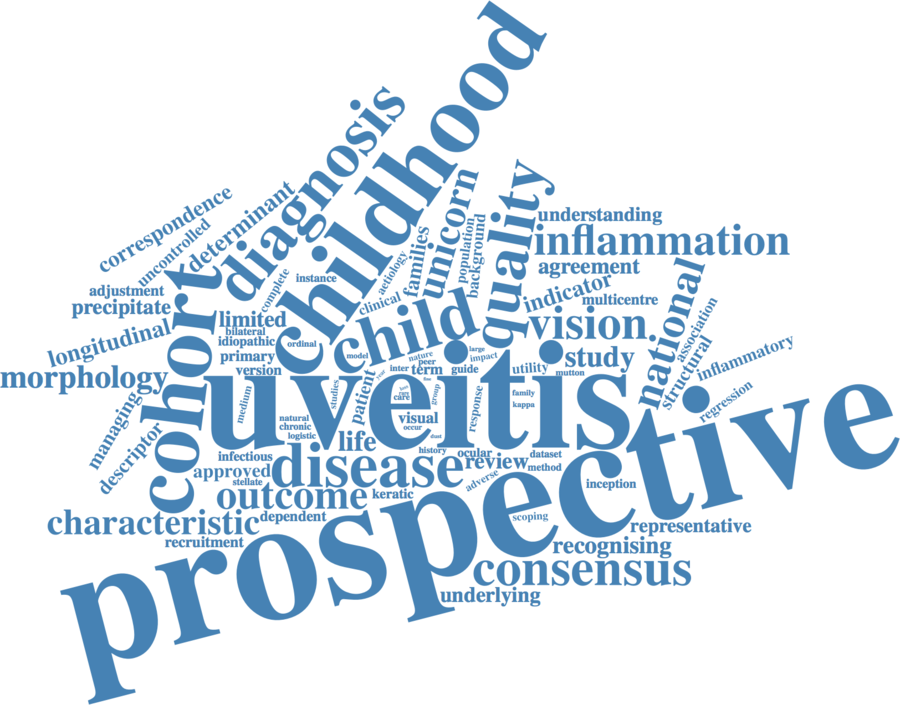 childhood
diagnosis
correspondence
uncontrolled
determinant
unicorn
quality
understanding
inflammation
agreement
population
background
families
aetiology
complete
instance
adjustment
precipitate
cohort
clinical
indicator
multicentre
national
association
structural
inflammatory
regression
longitudinal
limited
bilateral
idiopathic
ordinal
child
vision
study
morphology
primary
version
model
nature
peer
large
impact
inter
term
guide
utility
mutton
uveitis
managing
descriptor
medium
studies
patient
care
group
visual
occur
response
family
kappa
natural
chronic
logistic
life
history
ocular
dataset
infectious
approved
stellate
disease
review
method
adverse
inception
outcome
keratic
prospective
characteristic
dependent
recruitment
scoping
representative
recognising
consensus
underlying